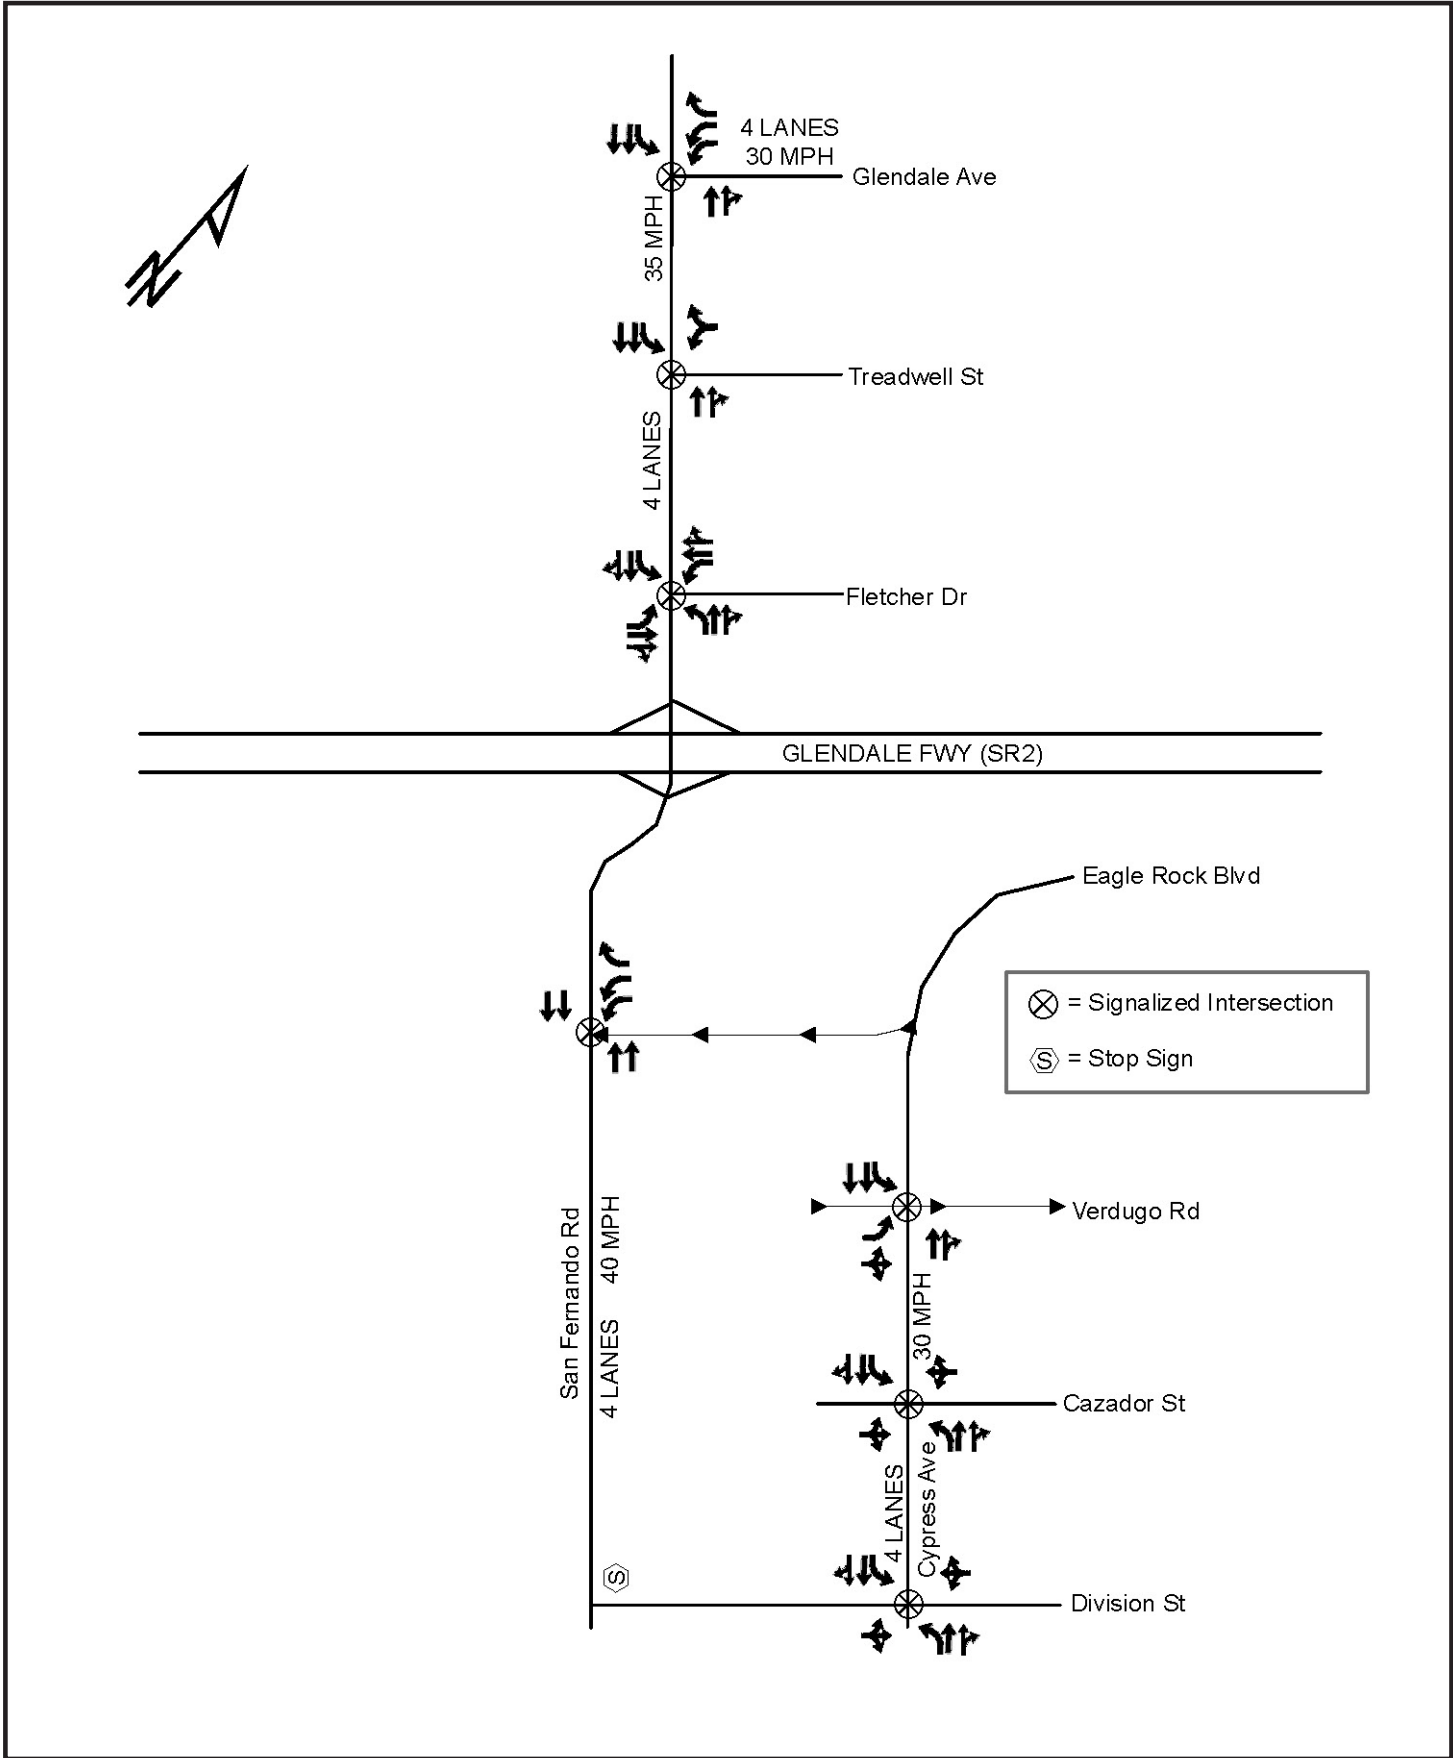 4 LANES
30 MPH
Glendale Ave
N
35 MPH
Treadwell St
4 LANES
Fletcher Dr
GLENDALE FWY (SR2)
Eagle Rock Blvd
= Signalized Intersection
S = Stop Sign
San Fernando Rd
4 LANES 40 MPH
Verdugo Rd
30 MPH
Cazador St
4 LANES
Cypress Ave
S
Division St